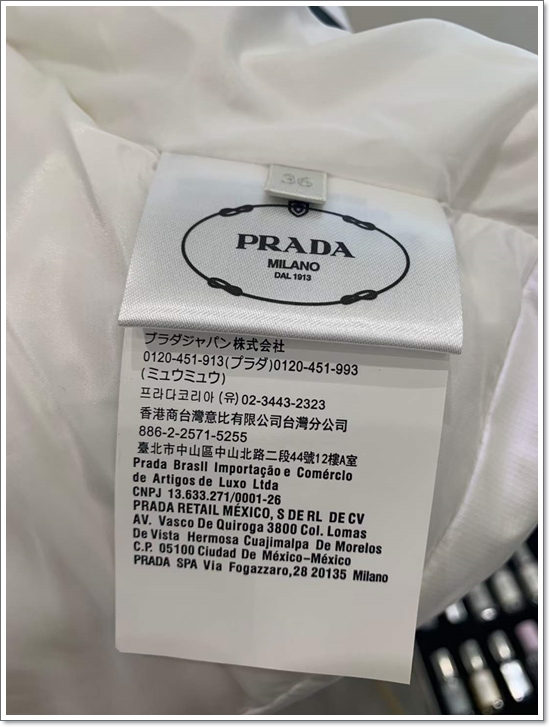 36
PRADA
MILANO
DAL 1913
プラダジャパン株式会社
0120-451-913(プラダ)0120-451-993
(ミュウミュウ)
프라다코리아 (유) 02-3443-2323
香港商台灣意比有限公司台灣分公司
886-2-2571-5255
臺北市中山區中山北路二段44號12樓A室
Prada Brasil Importação e Comércio
de Artigos de Luxo Ltda
CNPJ 13.633.271/0001-26
PRADA RETAIL MÉXICO, S DE RL DE CV
AV. Vasco De Quiroga 3800 Col. Lomas
De Vista Hermosa Cuajimalpa De Morelos
C.P. 05100 Ciudad De México-México
PRADA SPA Via Fogazzaro,28 20135 Milano